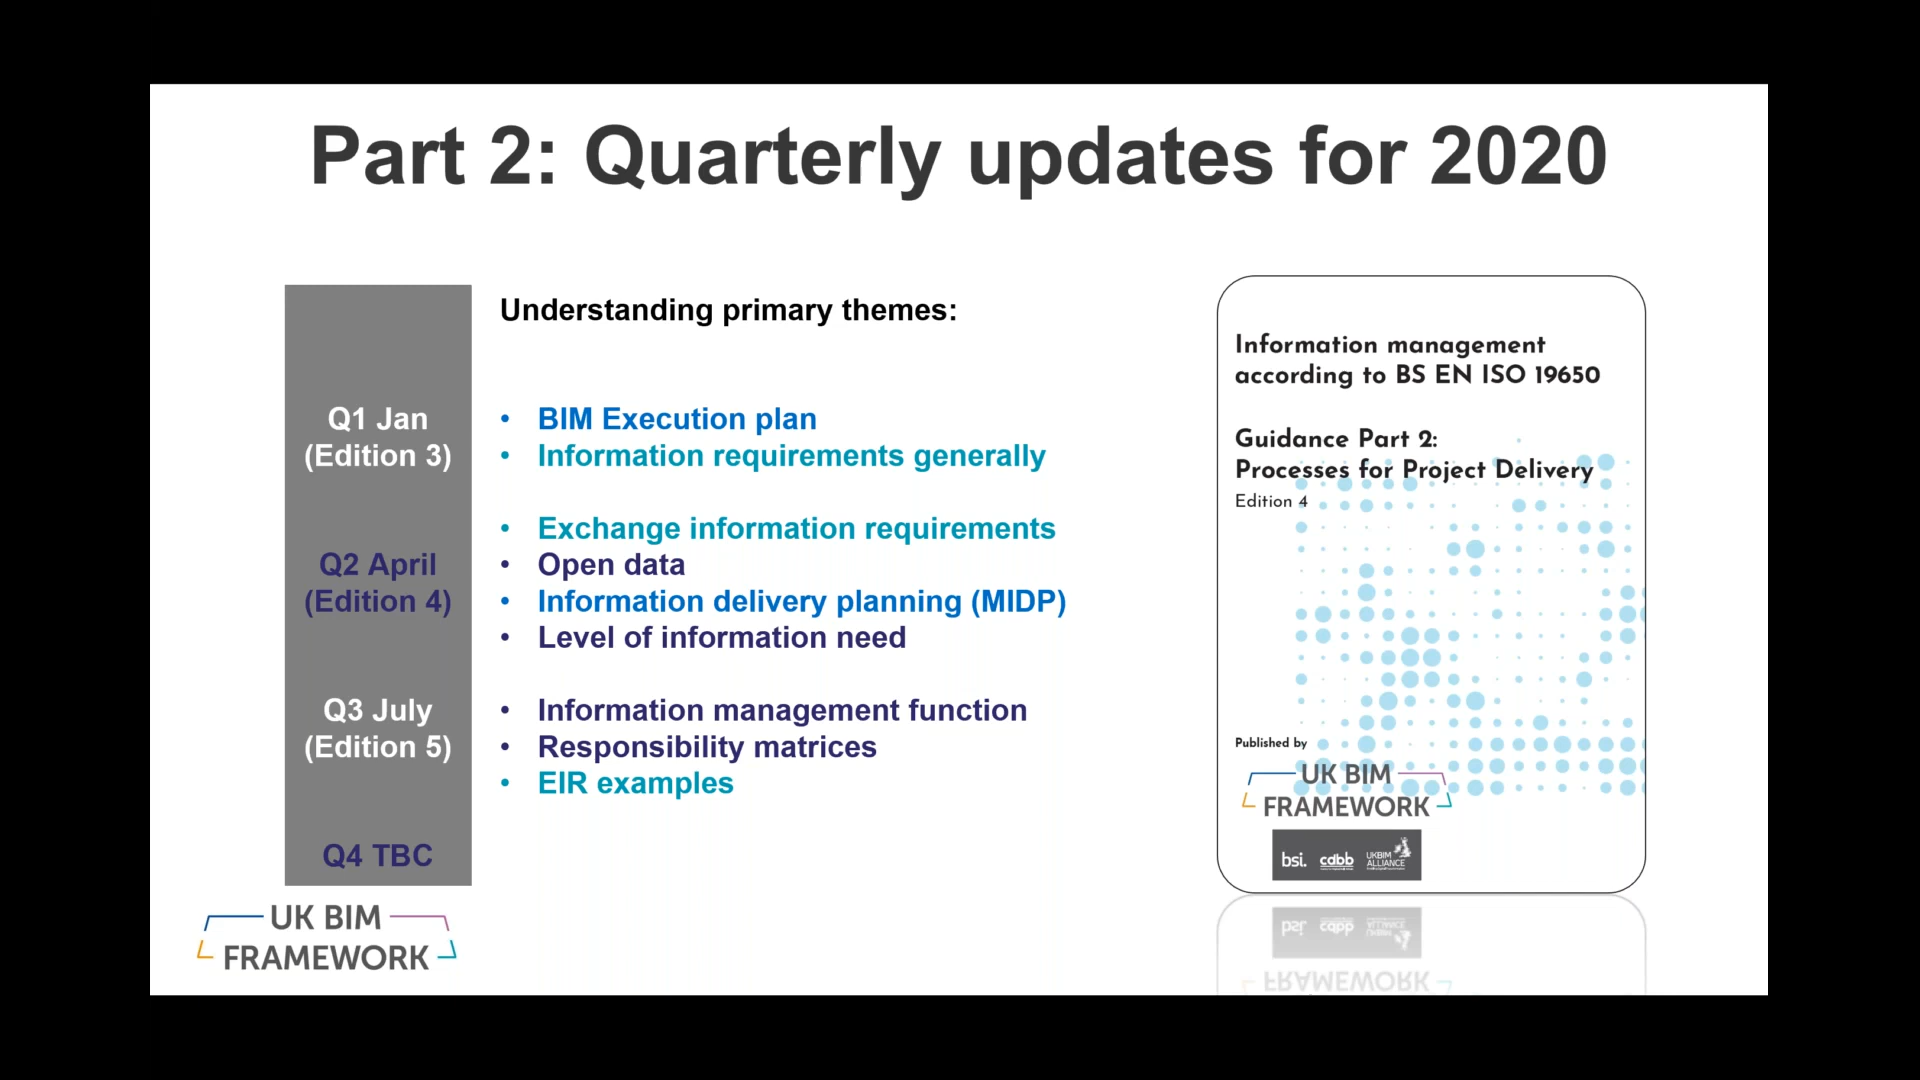 Part 2: Quarterly updates for 2020
Understanding primary themes:
Q1 Jan
(Edition 3)
• BIM Execution plan
• Information requirements generally
Q2 April
(Edition 4)
• Exchange information requirements
• Open data
• Information delivery planning (MIDP)
• Level of information need
Q3 July
(Edition 5)
• Information management function
• Responsibility matrices
• EIR examples
Q4 TBC
UK BIM
FRAMEWORK
Information management
according to BS EN ISO 19650
Guidance Part 2:
Processes for Project Delivery
Edition 4
Published by
UK BIM
FRAMEWORK
bsi. cdbb UKBIM
ALLIANCE